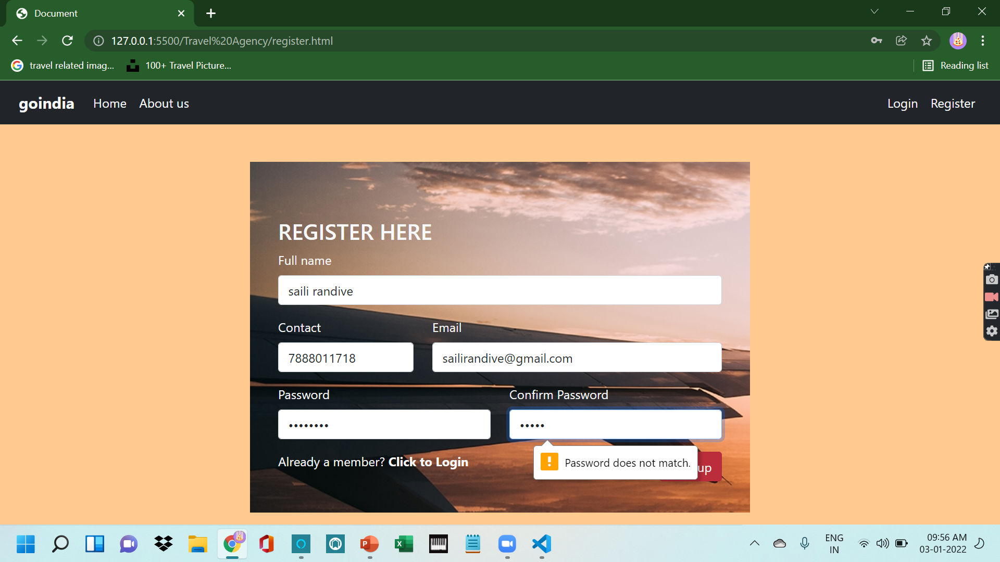 Document
127.0.0.1:5500/Travel%20Agency/register.html
travel related imag... 100+ Travel Picture... Reading list
goindia Home About us Login Register
REGISTER HERE
Full name
saili randive
Contact Email
7888011718 sailirandive@gmail.com
Password Confirm Password
Already a member? Click to Login
Password does not match.
up
ENG
IN
09:56 AM
03-01-2022